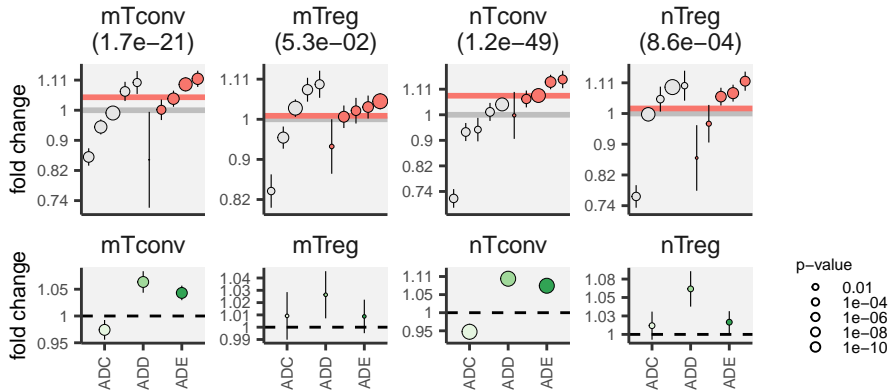 mTconv
(1.7e−21)
mTreg
(5.3e−02)
nTconv
(1.2e−49)
nTreg
(8.6e−04)
fold change
1.11
1
0.9
0.82
0.74
1.11
1
0.9
0.82
1.11
1
0.9
0.82
0.74
1.11
1
0.9
0.82
0.74
mTconv
mTreg
nTconv
nTreg
fold change
1.05
1
0.95
1.04
1.03
1.01
1
0.99
1.11
1.05
1
0.95
1.08
1.05
1.03
1
ADC
ADD
ADE
ADC
ADD
ADE
ADC
ADD
ADE
ADC
ADD
ADE
p−value
0.01
1e−04
1e−06
1e−08
1e−10